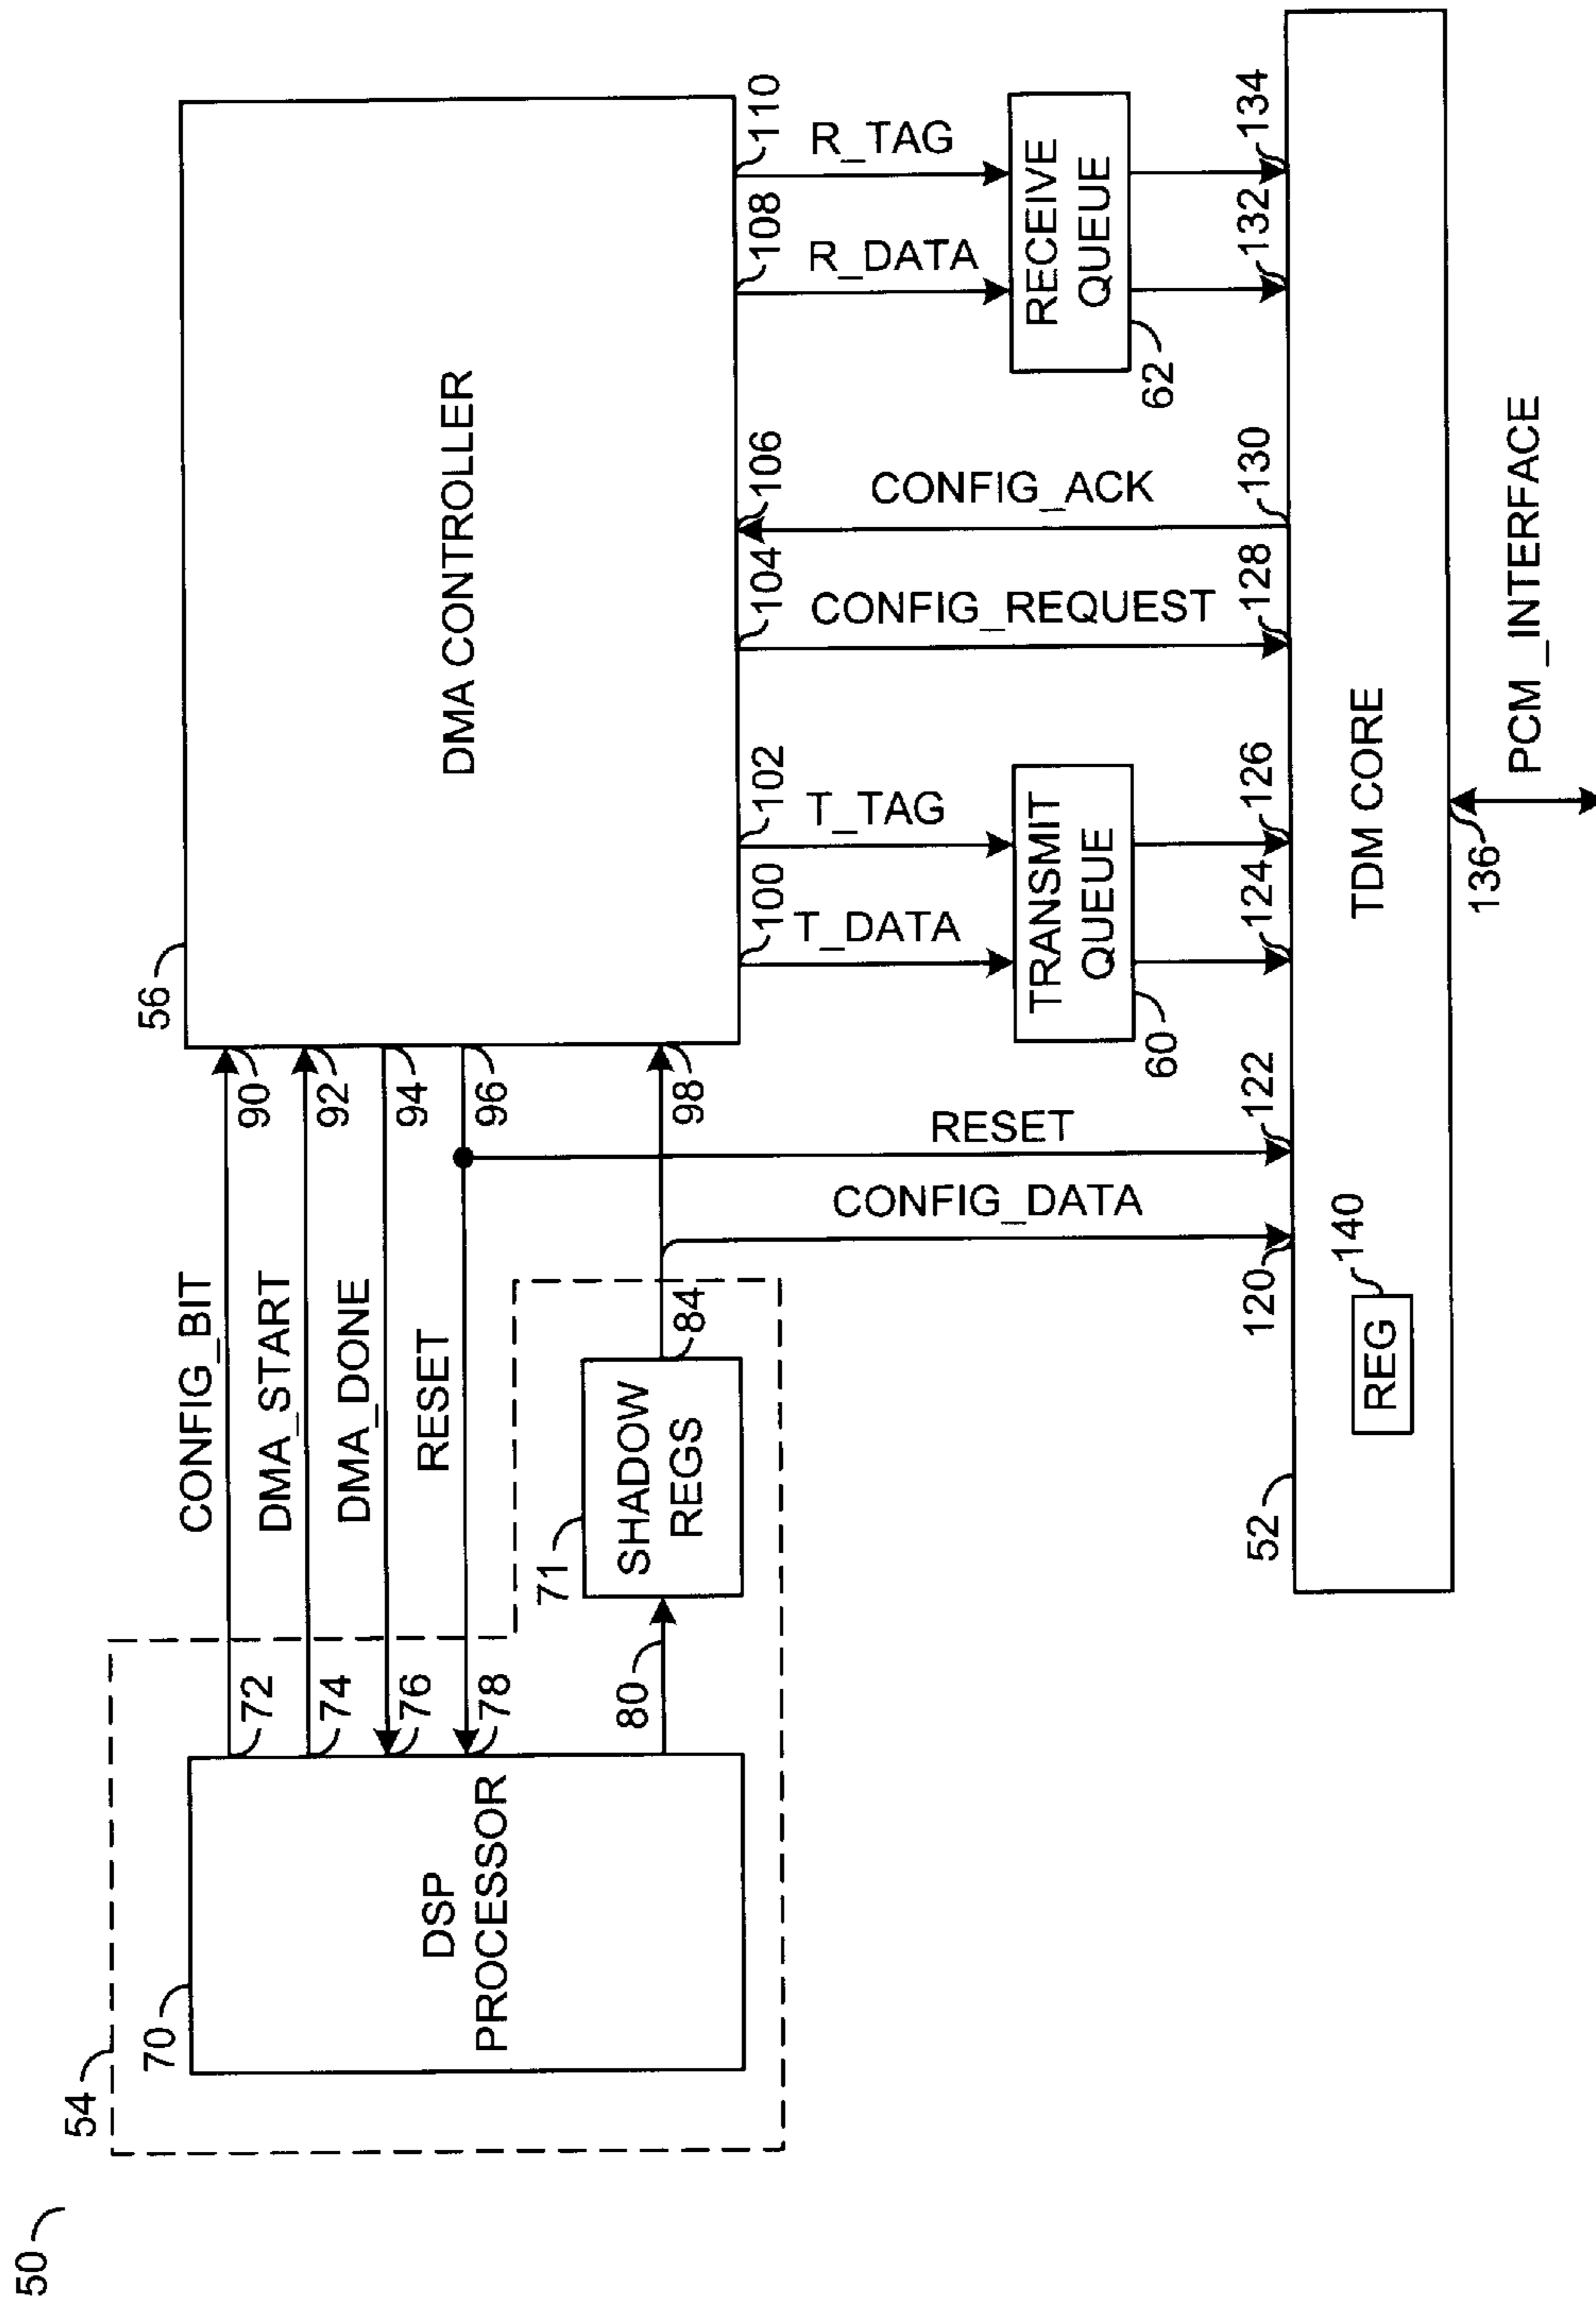 50
54
70
DSP
PROCESSOR
72
74
76
78
80
71
SHADOW
REGS
84
CONFIG_BIT
DMA_START
DMA_DONE
RESET
56
90
92
94
96
98
DMA CONTROLLER
100
102
104
106
108
110
T_DATA
T_TAG
CONFIG_REQUEST
CONFIG_ACK
R_DATA
R_TAG
TRANSMIT
QUEUE
60
RECEIVE
QUEUE
62
RESET
CONFIG_DATA
120
122
124
126
128
130
132
134
52
REG
140
TDM CORE
136
PCM_INTERFACE